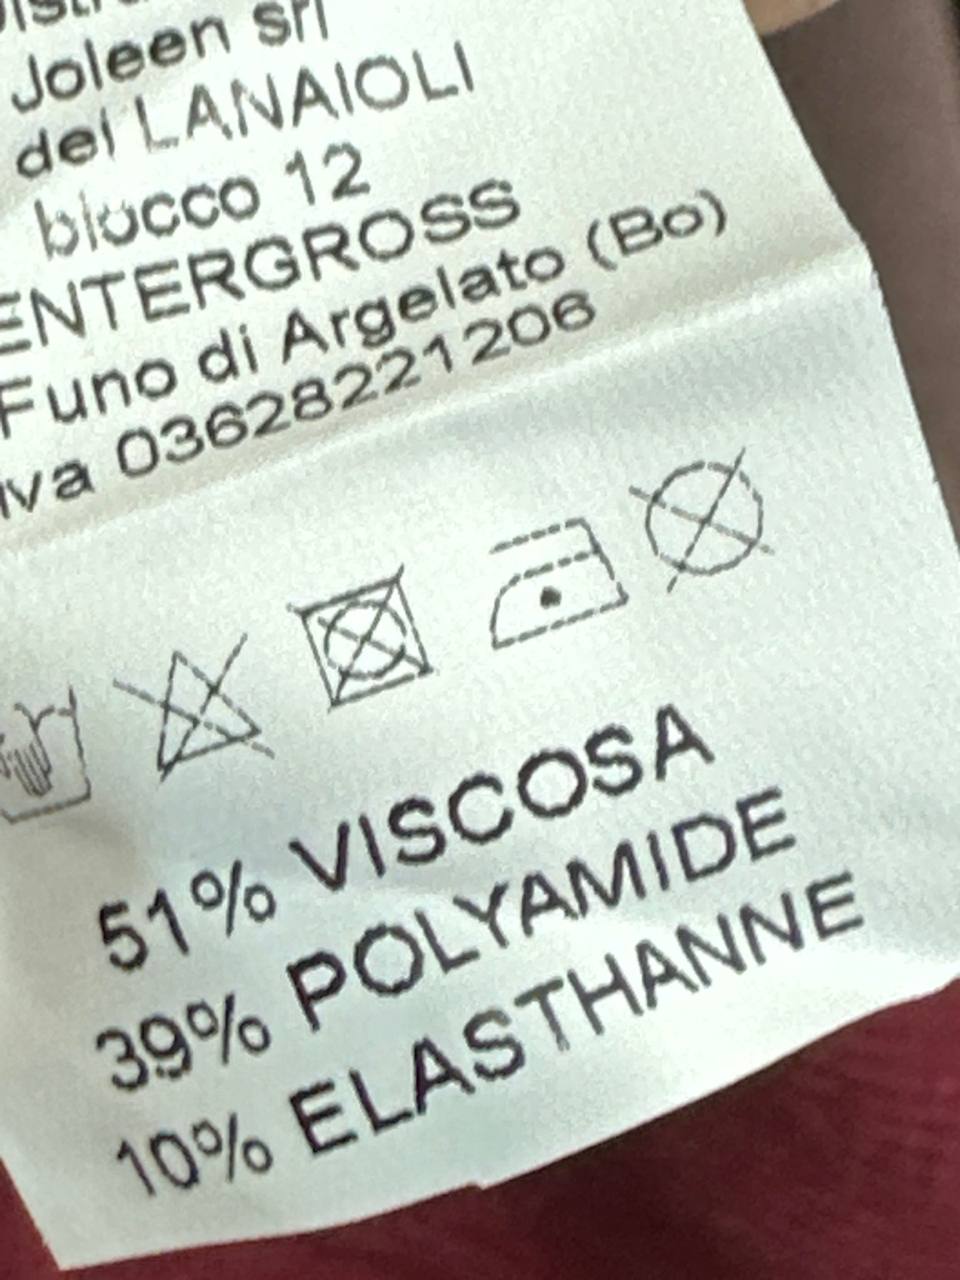 Joleen srl
dei LANAIOLI
blocco 12
ENTERGROSS
Funo di Argelato (Bo)
iva 03628221206
51% VISCOSA
39% POLYAMIDE
10% ELASTHANNE